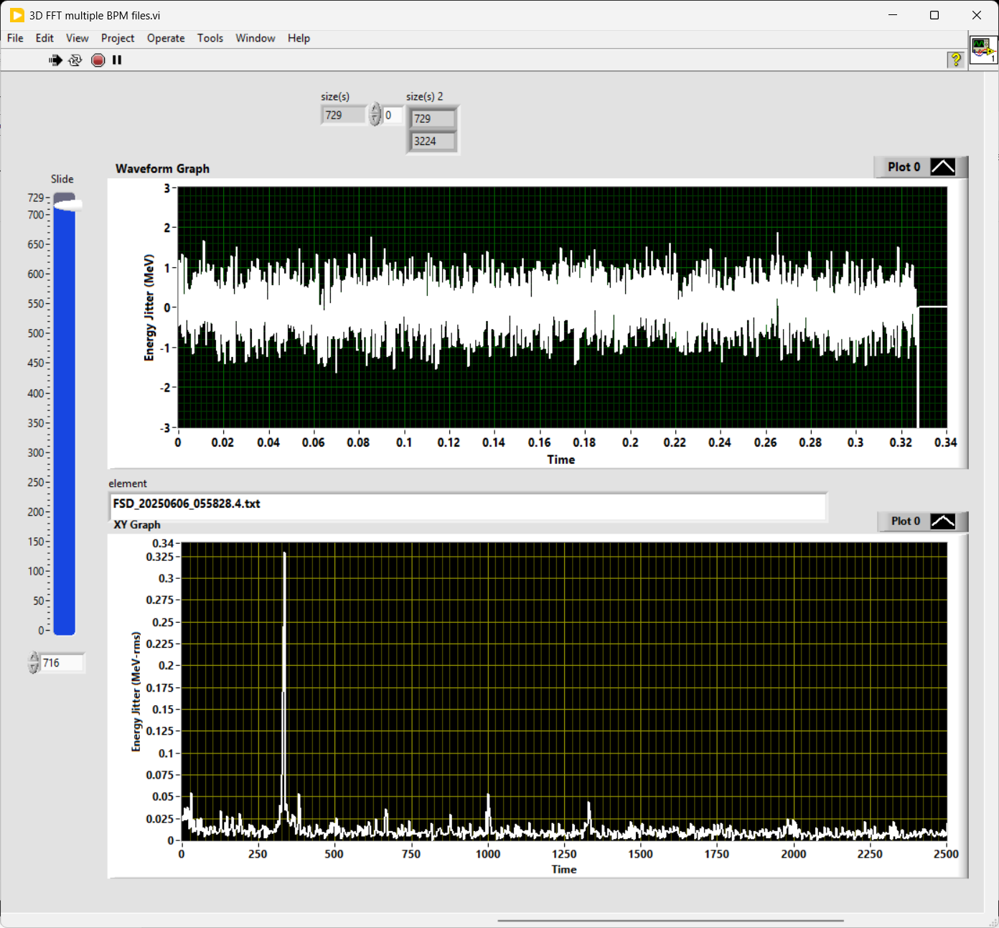 3D FFT multiple BPM files.vi
File Edit View Project Operate Tools Window Help
?
1
size(s)
729
0
size(s) 2
729
3224
Slide
729
700
650
600
550
500
450
400
350
300
250
200
150
100
50
0
716
Waveform Graph
Plot 0
Energy Jitter (MeV)
3
2
1
0
-1
-2
-3
0 0.02 0.04 0.06 0.08 0.1 0.12 0.14 0.16 0.18 0.2 0.22 0.24 0.26 0.28 0.3 0.32 0.34
Time
element
FSD_20250606_055828.4.txt
XY Graph
Plot 0
Energy Jitter (MeV-rms)
0.34
0.325
0.3
0.275
0.25
0.225
0.2
0.175
0.15
0.125
0.1
0.075
0.05
0.025
0
0 250 500 750 1000 1250 1500 1750 2000 2250 2500
Time